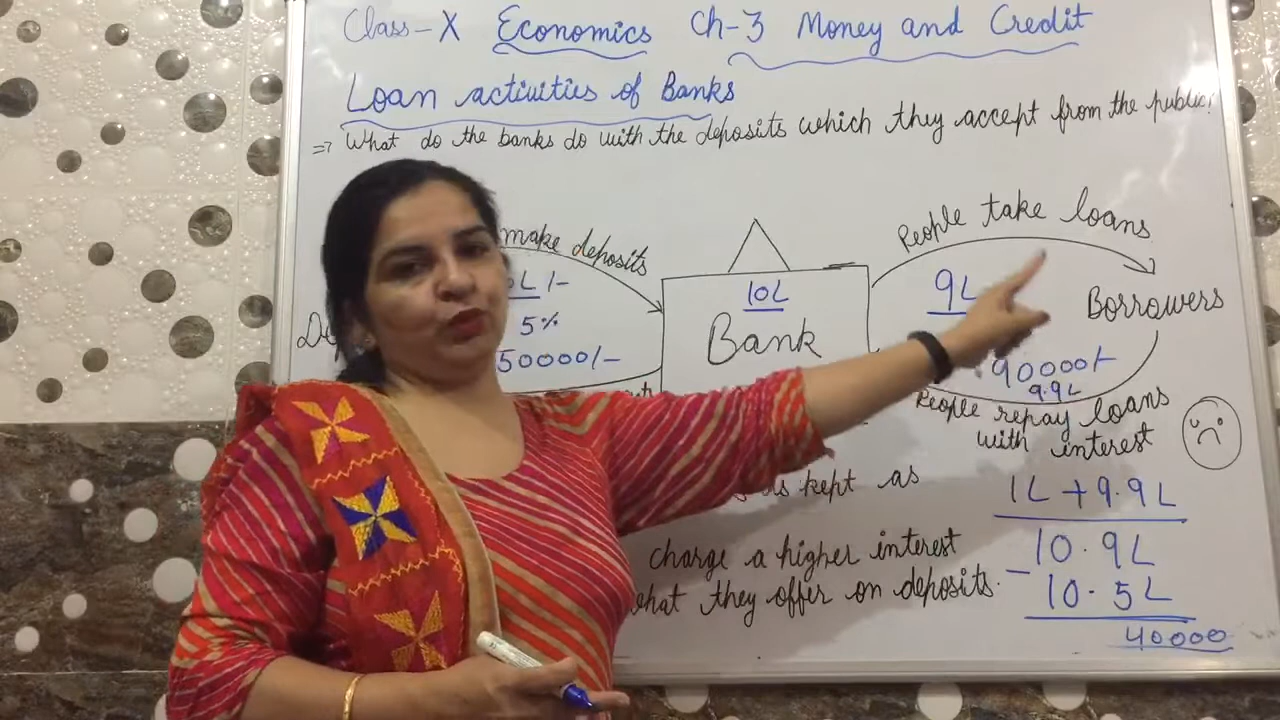 Class-X Economics Ch-3 Money and Credit
Loan activities of Banks
=> What do the banks do with the deposits which they accept from the public?
make deposits
L/-
5%
50000/-
10L
Bank
People take loans
9L
Borrowers
90000/-
9.9L
People repay loans
with interest
kept as
charge a higher interest
what they offer on deposits.
1L + 9.9L
10.9L
- 10.5L
40000